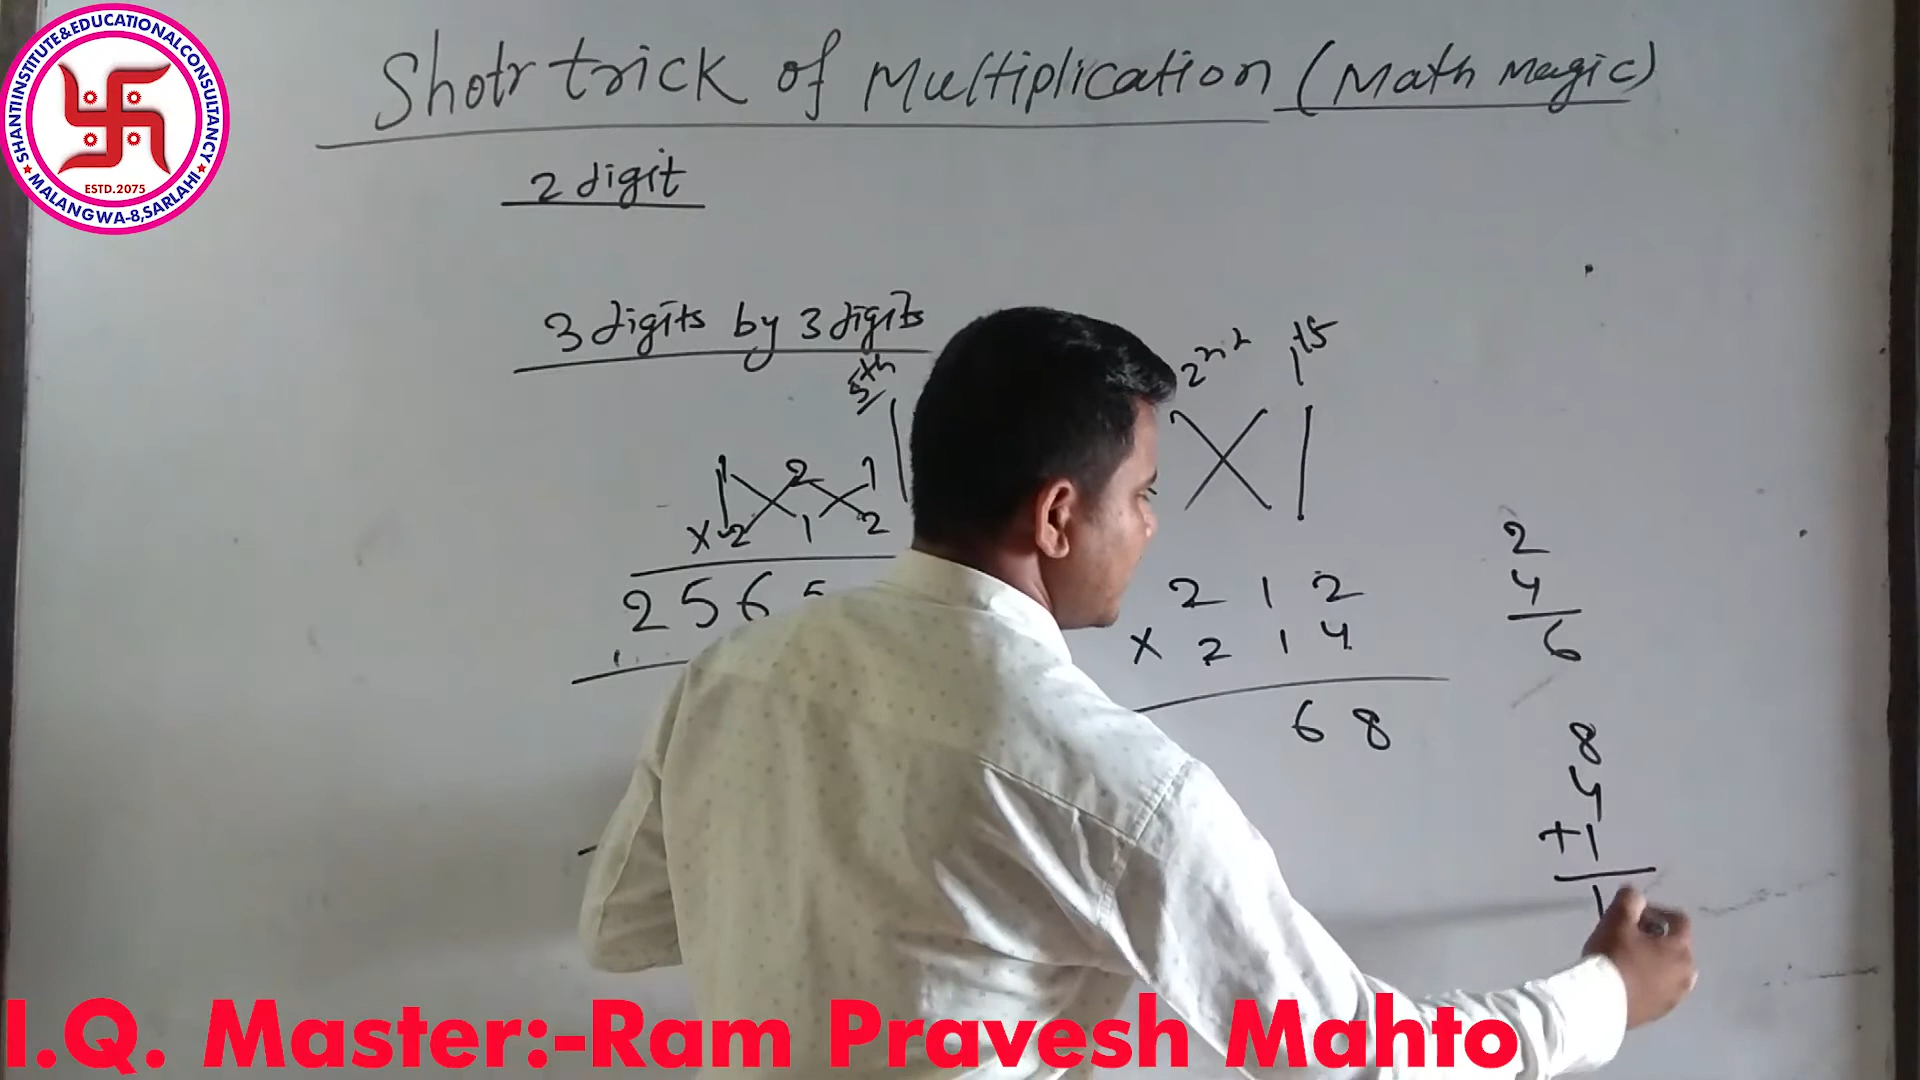 SHANTI INSTITUTE & EDUCATIONAL CONSULTANCY
ESTD.2075
MALANGWA-8,SARLAHI
Shotr trick of Multiplication (Math Magic)
2 digit
3 digits by 3 digits
5th
2nd 1st
1 2 1
x 2 1 2
2 5 6 5
2 1 2
x 2 1 4
6 8
2
4
6
8
4
+1
1
I.Q. Master:-Ram Pravesh Mahto